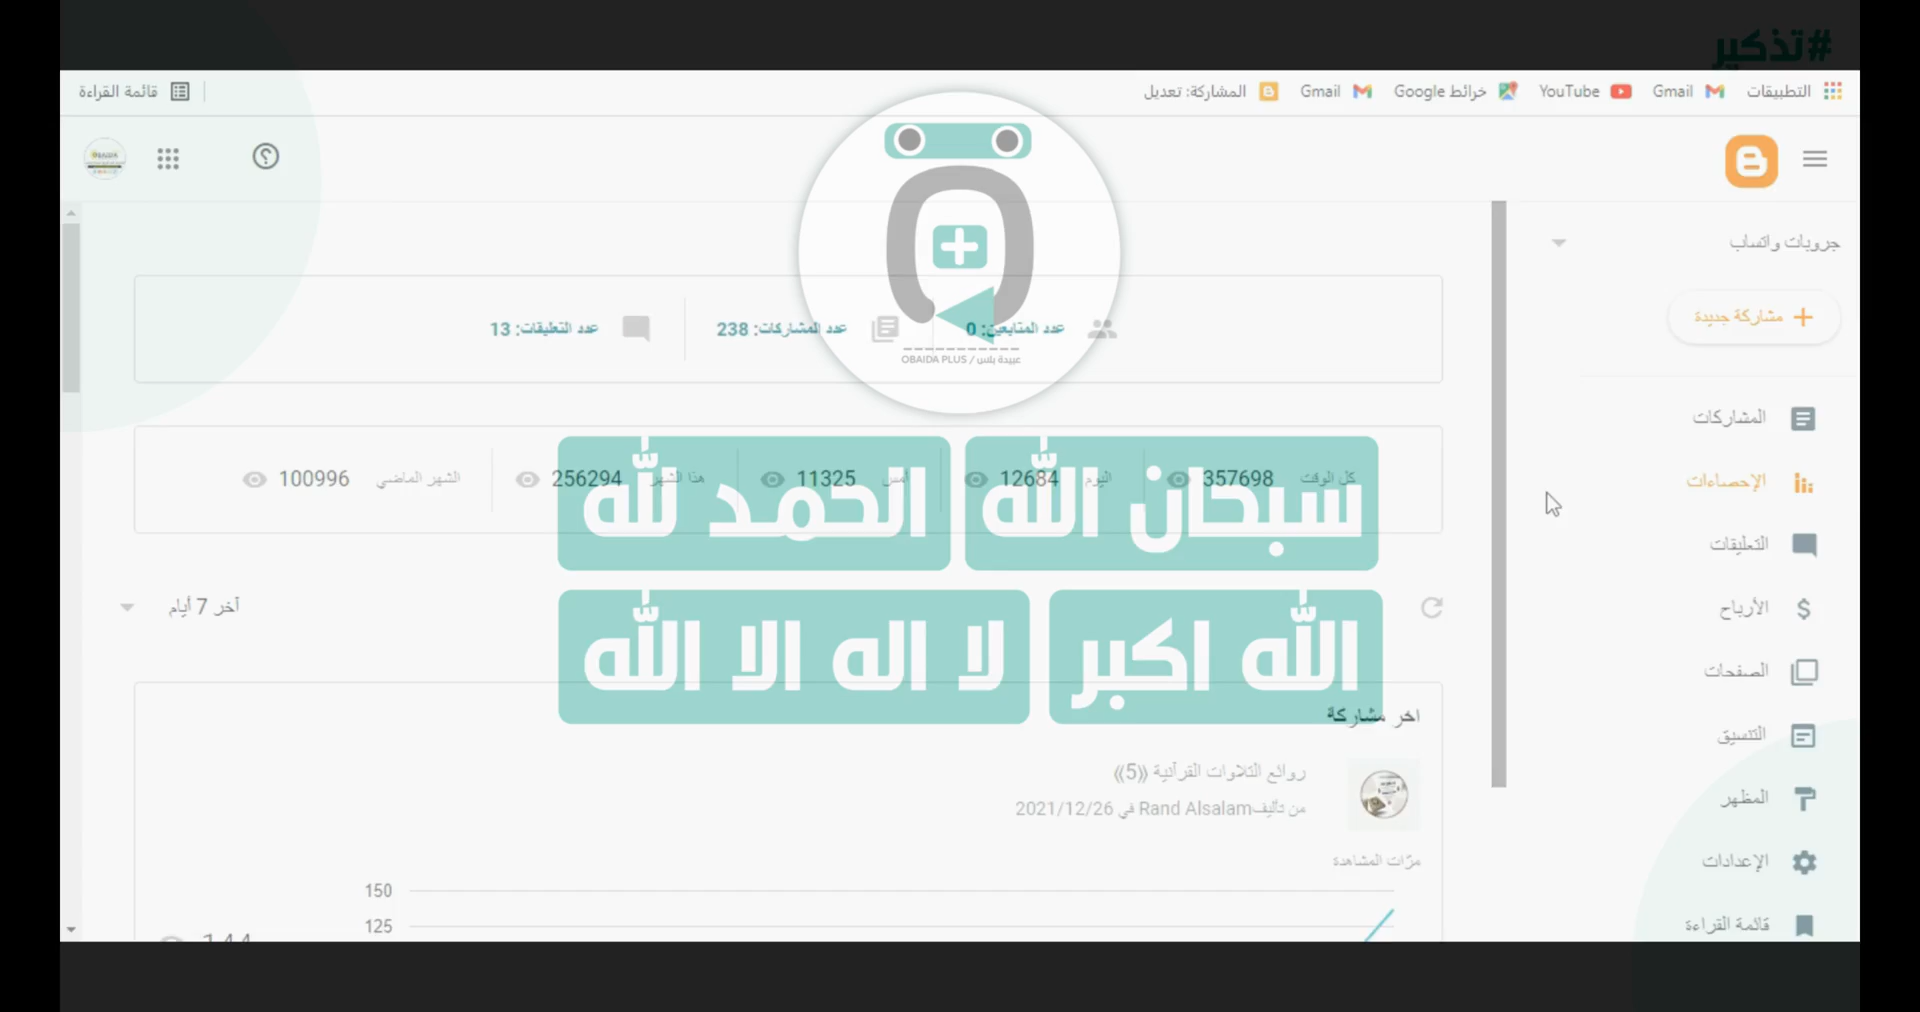 #تذكير
التطبيقات Gmail YouTube خرائط Google Gmail المشاركة: تعديل قائمة القراءة
جروبات واتساب
مشاركة جديدة
عدد المتابعين: 0 عدد المشاركات: 238 عدد التعليقات: 13
OBAIDA PLUS / عبيدة بلس
المشاركات
كل الوقت 357698 اليوم 12684 أمس 11325 هذا الشهر 256294 الشهر الماضي 100996
الإحصاءات
سبحان الله الحمد لله
التعليقات
آخر 7 أيام
الأرباح
الله اكبر لا اله الا الله
الصفحات
اخر مشاركة
التنسيق
روائع التلاوات القرآنية ((5))
من تأليف Rand Alsalam في 2021/12/26
المظهر
مرّات المشاهدة
الإعدادات
150
125
قائمة القراءة